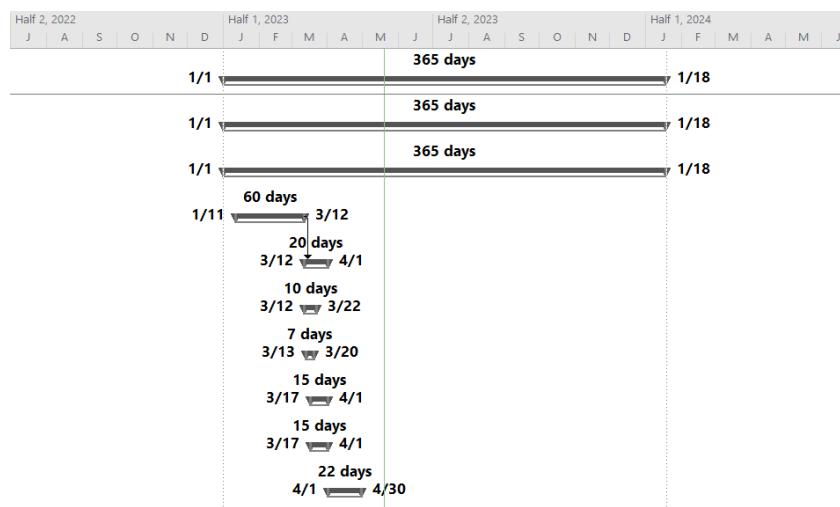 Half 2, 2022 Half 1, 2023 Half 2, 2023 Half 1, 2024
J A S O N D J F M A M J J A S O N D J F M A M J
365 days
1/1 1/18
365 days
1/1 1/18
365 days
1/1 1/18
60 days
1/11 3/12
20 days
3/12 4/1
10 days
3/12 3/22
7 days
3/13 3/20
15 days
3/17 4/1
15 days
3/17 4/1
22 days
4/1 4/30